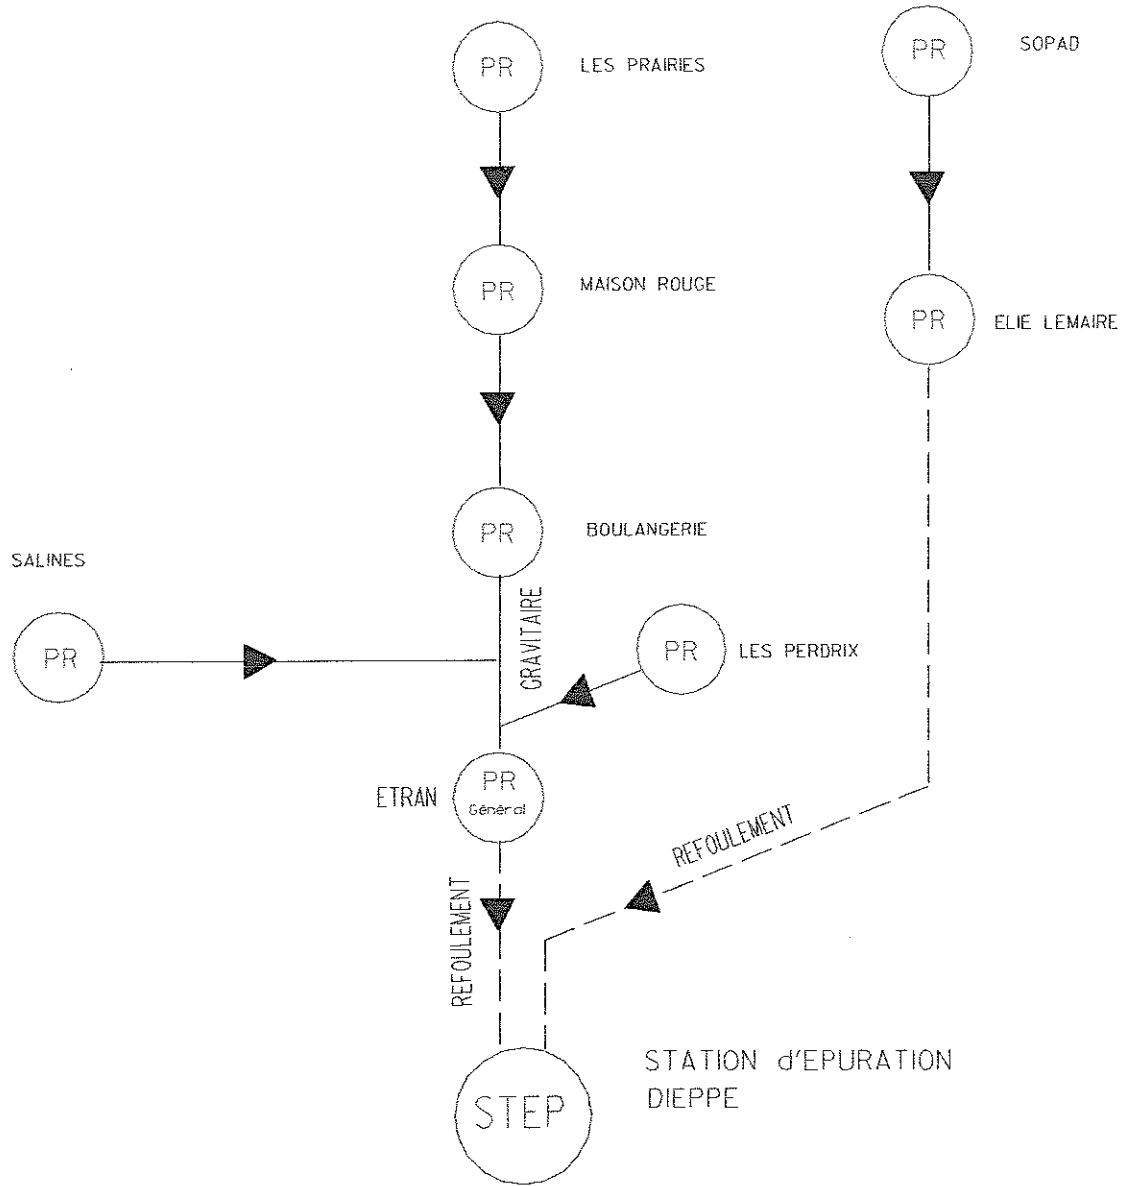 PR
LES PRAIRIES
PR
SOPAD
PR
MAISON ROUGE
PR
ELIE LEMAIRE
PR
BOULANGERIE
SALINES
PR
GRAVITAIRE
PR
LES PERDRIX
ETRAN
PR
Général
REFOULEMENT
REFOULEMENT
STEP
STATION d'EPURATION
DIEPPE